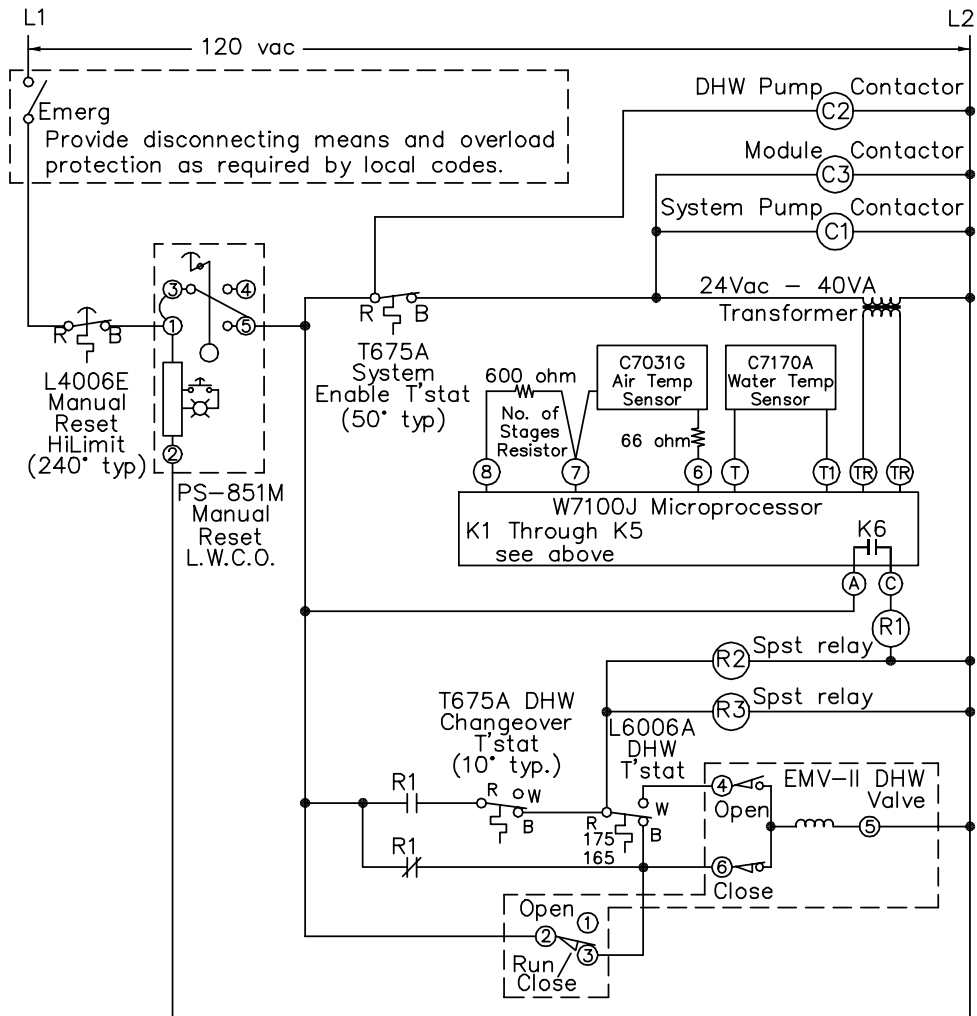 L1
L2
120 vac
Emerg
Provide disconnecting means and overload
protection as required by local codes.
DHW Pump Contactor
C2
Module Contactor
C3
System Pump Contactor
C1
24Vac - 40VA
Transformer
3
4
1
5
2
R B
L4006E
Manual
Reset
HiLimit
(240° typ)
PS-851M
Manual
Reset
L.W.C.O.
R B
T675A
System
Enable T'stat
(50° typ)
600 ohm
No. of
Stages
Resistor
C7031G
Air Temp
Sensor
66 ohm
C7170A
Water Temp
Sensor
8
7
6
T
T1
TR
TR
W7100J Microprocessor
K1 Through K5
see above
K6
A
C
R1
R2
Spst relay
R3
Spst relay
T675A DHW
Changeover
T'stat
(10° typ.)
L6006A
DHW
T'stat
R1
R
W
B
R
175
165
W
B
R1
EMV-II DHW
Valve
4
Open
5
6
Close
Open
1
2
3
Run
Close